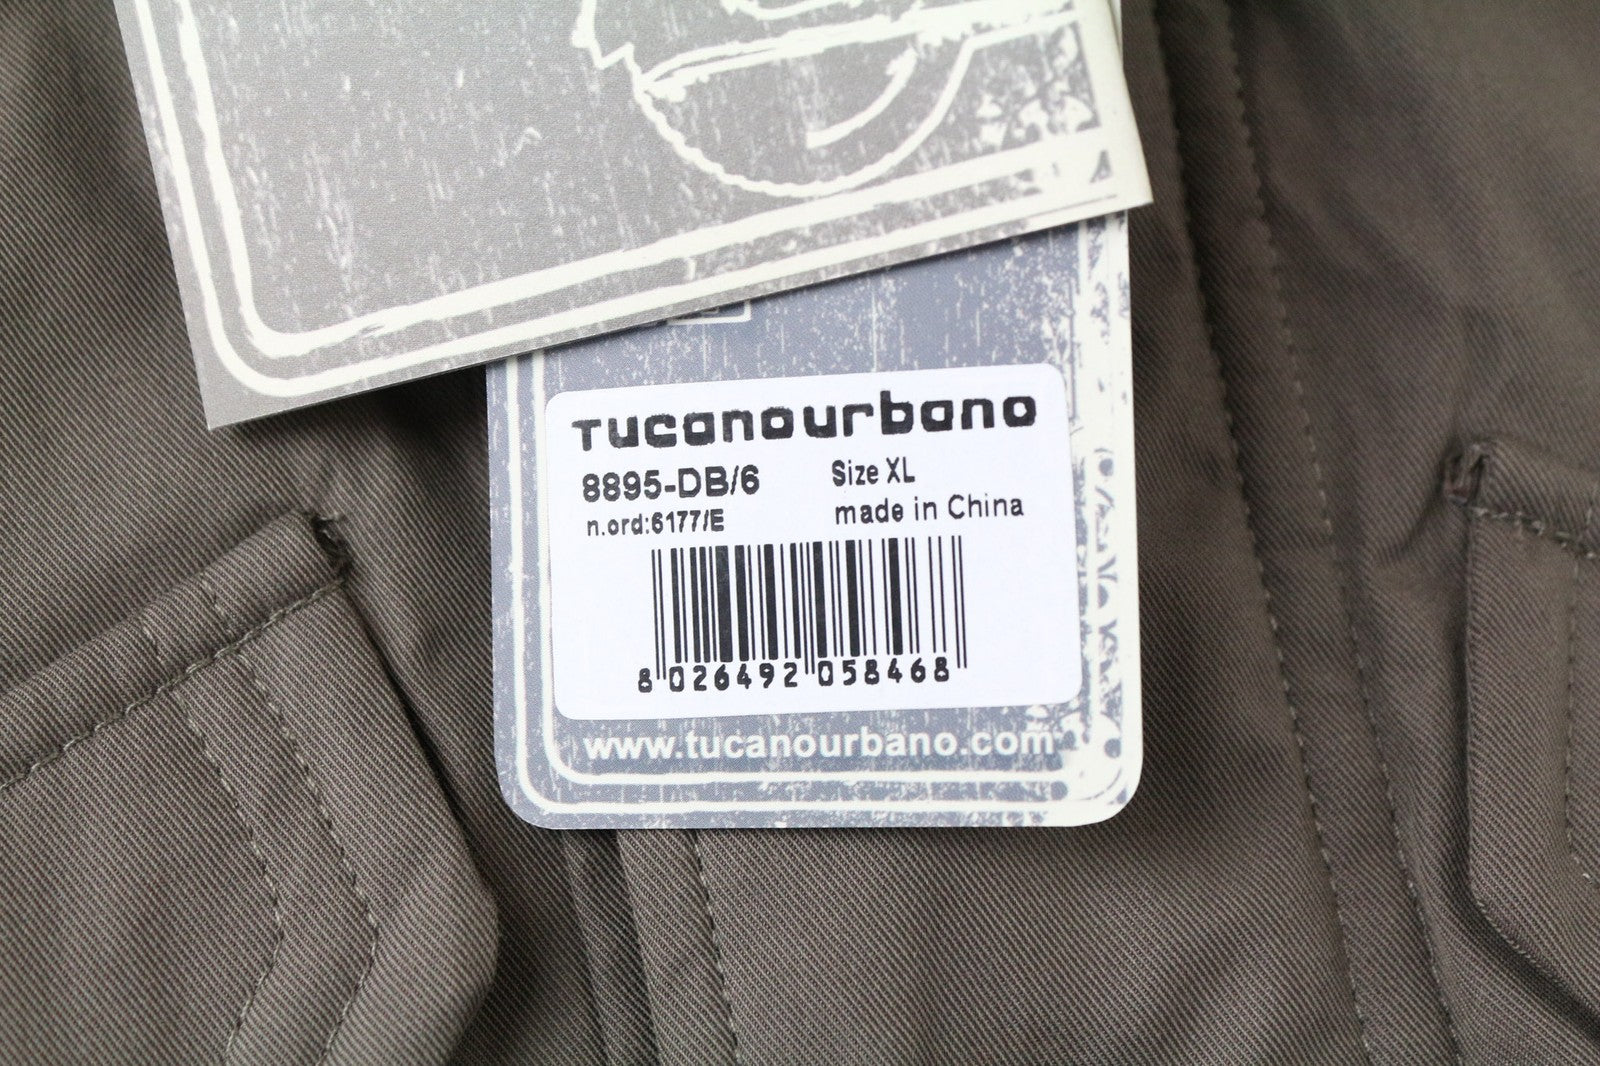 Tucanourbano
8895-DB/6 Size XL
n.ord:6177/E made in China
8 026492 058468
www.tucanourbano.com